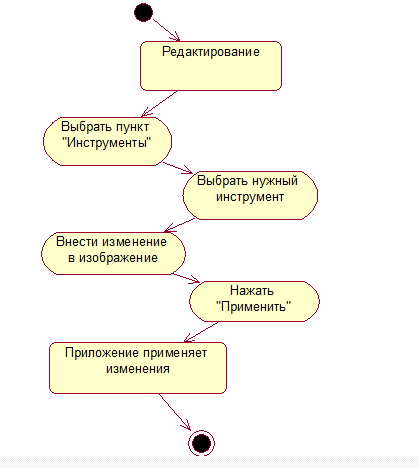 Редактирование
Выбрать пункт
"Инструменты"
Выбрать нужный
инструмент
Внести изменение
в изображение
Нажать
"Применить"
Приложение применяет
изменения